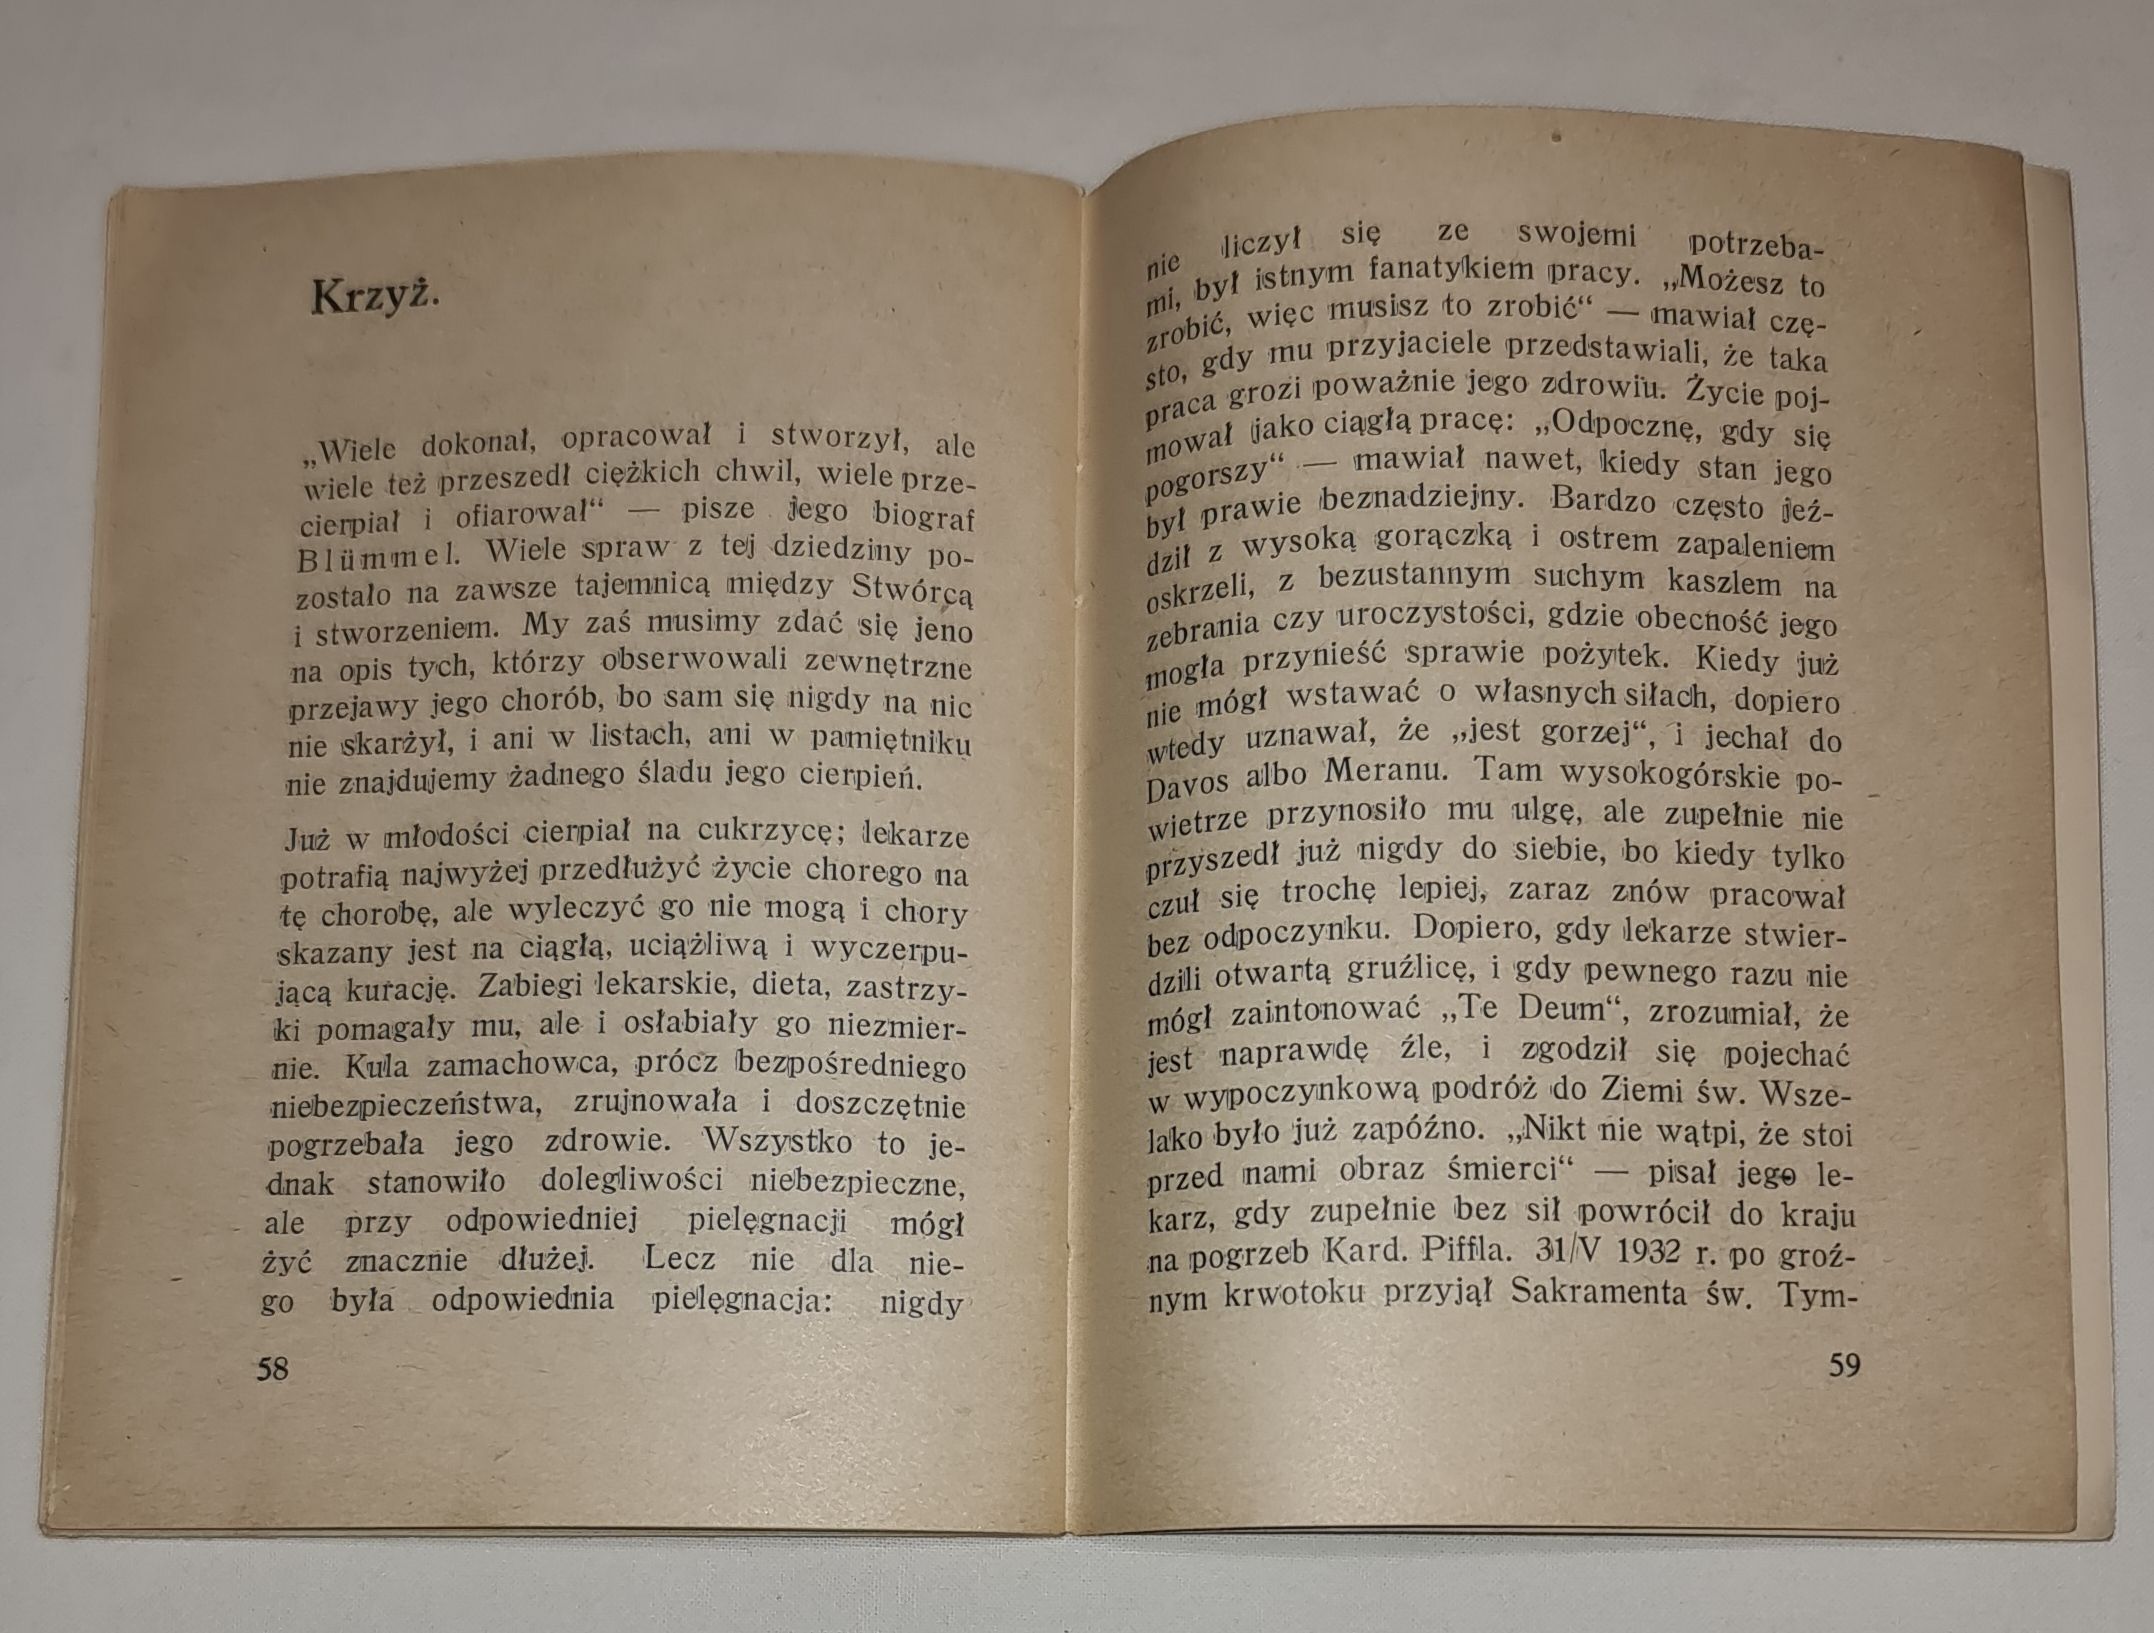 Krzyż.
„Wiele dokonał, opracował i stworzył, ale
wiele też przeszedł ciężkich chwil, wiele prze-
cierpiał i ofiarował“ — pisze jego biograf
Blümmel. Wiele spraw z tej dziedziny po-
zostało na zawsze tajemnicą między Stwórcą
i stworzeniem. My zaś musimy zdać się jeno
na opis tych, którzy obserwowali zewnętrzne
przejawy jego chorób, bo sam się nigdy na nic
nie skarżył, i ani w listach, ani w pamiętniku
nie znajdujemy żadnego śladu jego cierpień.
Już w młodości cierpiał na cukrzycę; lekarze
potrafią najwyżej przedłużyć życie chorego na
tę chorobę, ale wyleczyć go nie mogą i chory
skazany jest na ciągłą, uciążliwą i wyczerpu-
jącą kurację. Zabiegi lekarskie, dieta, zastrzy-
ki pomagały mu, ale i osłabiały go niezmier-
nie. Kula zamachowca, prócz bezpośredniego
niebezpieczeństwa, zrujnowała i doszczętnie
pogrzebała jego zdrowie. Wszystko to je-
dnak stanowiło dolegliwości niebezpieczne,
ale przy odpowiedniej pielęgnacji mógł
żyć znacznie dłużej. Lecz nie dla nie-
go była odpowiednia pielęgnacja: nigdy
58
nie liczył się ze swojemi potrzeba-
mi, był istnym fanatykiem pracy. „Możesz to
zrobić, więc musisz to zrobić“ — mawiał czę-
sto, gdy mu przyjaciele przedstawiali, że taka
praca grozi poważnie jego zdrowiu. Życie poj-
mował jako ciągłą pracę: „Odpocznę, gdy się
pogorszy“ — mawiał nawet, kiedy stan jego
był prawie beznadziejny. Bardzo często jeź-
dził z wysoką gorączką i ostrem zapaleniem
oskrzeli, z bezustannym suchym kaszlem na
zebrania czy uroczystości, gdzie obecność jego
mogła przynieść sprawie pożytek. Kiedy już
nie mógł wstawać o własnych siłach, dopiero
wtedy uznawał, że „jest gorzej“, i jechał do
Davos albo Meranu. Tam wysokogórskie po-
wietrze przynosiło mu ulgę, ale zupełnie nie
przyszedł już nigdy do siebie, bo kiedy tylko
czuł się trochę lepiej, zaraz znów pracował
bez odpoczynku. Dopiero, gdy lekarze stwier-
dzili otwartą gruźlicę, i gdy pewnego razu nie
mógł zaintonować „Te Deum“, zrozumiał, że
jest naprawdę źle, i zgodził się pojechać
w wypoczynkową podróż do Ziemi św. Wsze-
lako było już zapóźno. „Nikt nie wątpi, że stoi
przed nami obraz śmierci“ — pisał jego le-
karz, gdy zupełnie bez sił powrócił do kraju
na pogrzeb Kard. Piffla. 31/V 1932 r. po groź-
nym krwotoku przyjął Sakramenta św. Tym-
59